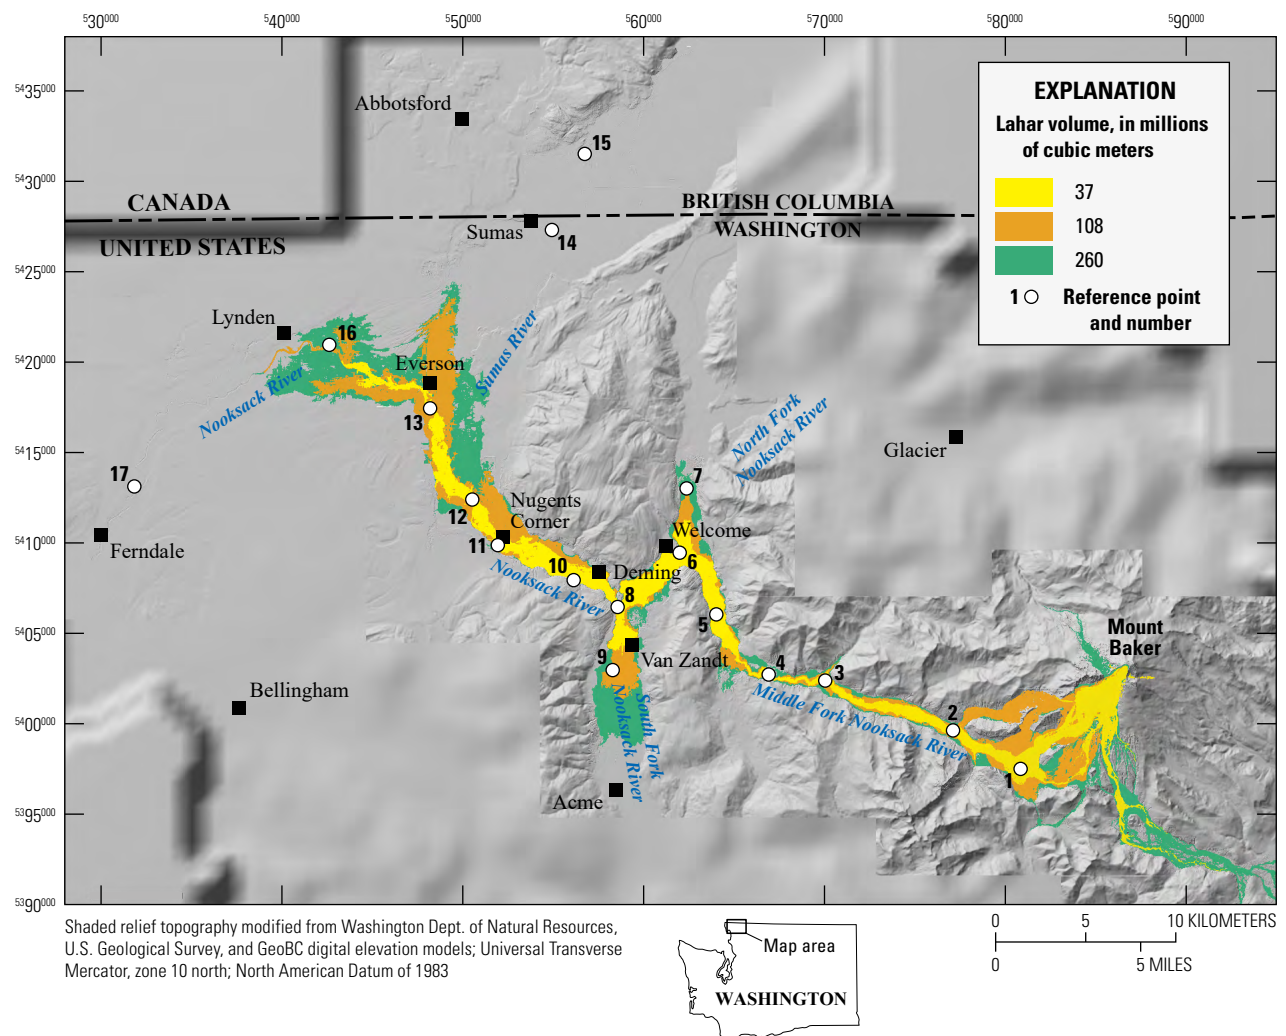 530000 540000 550000 560000 570000 580000 590000
5435000
5430000
5425000
5420000
5415000
5410000
5405000
5400000
5395000
5390000
EXPLANATION
Lahar volume, in millions
of cubic meters
37
108
260
1 Reference point
and number
Abbotsford
15
CANADA
BRITISH COLUMBIA
UNITED STATES
WASHINGTON
Sumas
14
Lynden
16
Everson
Sumas River
Nooksack River
13
North Fork
Nooksack River
Glacier
17
7
Nugents
Corner
12
Ferndale
11
Welcome
6
10
Deming
Nooksack River
8
5
9
Van Zandt
4
3
Mount
Baker
Bellingham
Middle Fork Nooksack River
2
South Fork
Nooksack River
1
Acme
Shaded relief topography modified from Washington Dept. of Natural Resources,
U.S. Geological Survey, and GeoBC digital elevation models; Universal Transverse
Mercator, zone 10 north; North American Datum of 1983
Map area
WASHINGTON
0 5 10 KILOMETERS
0 5 MILES